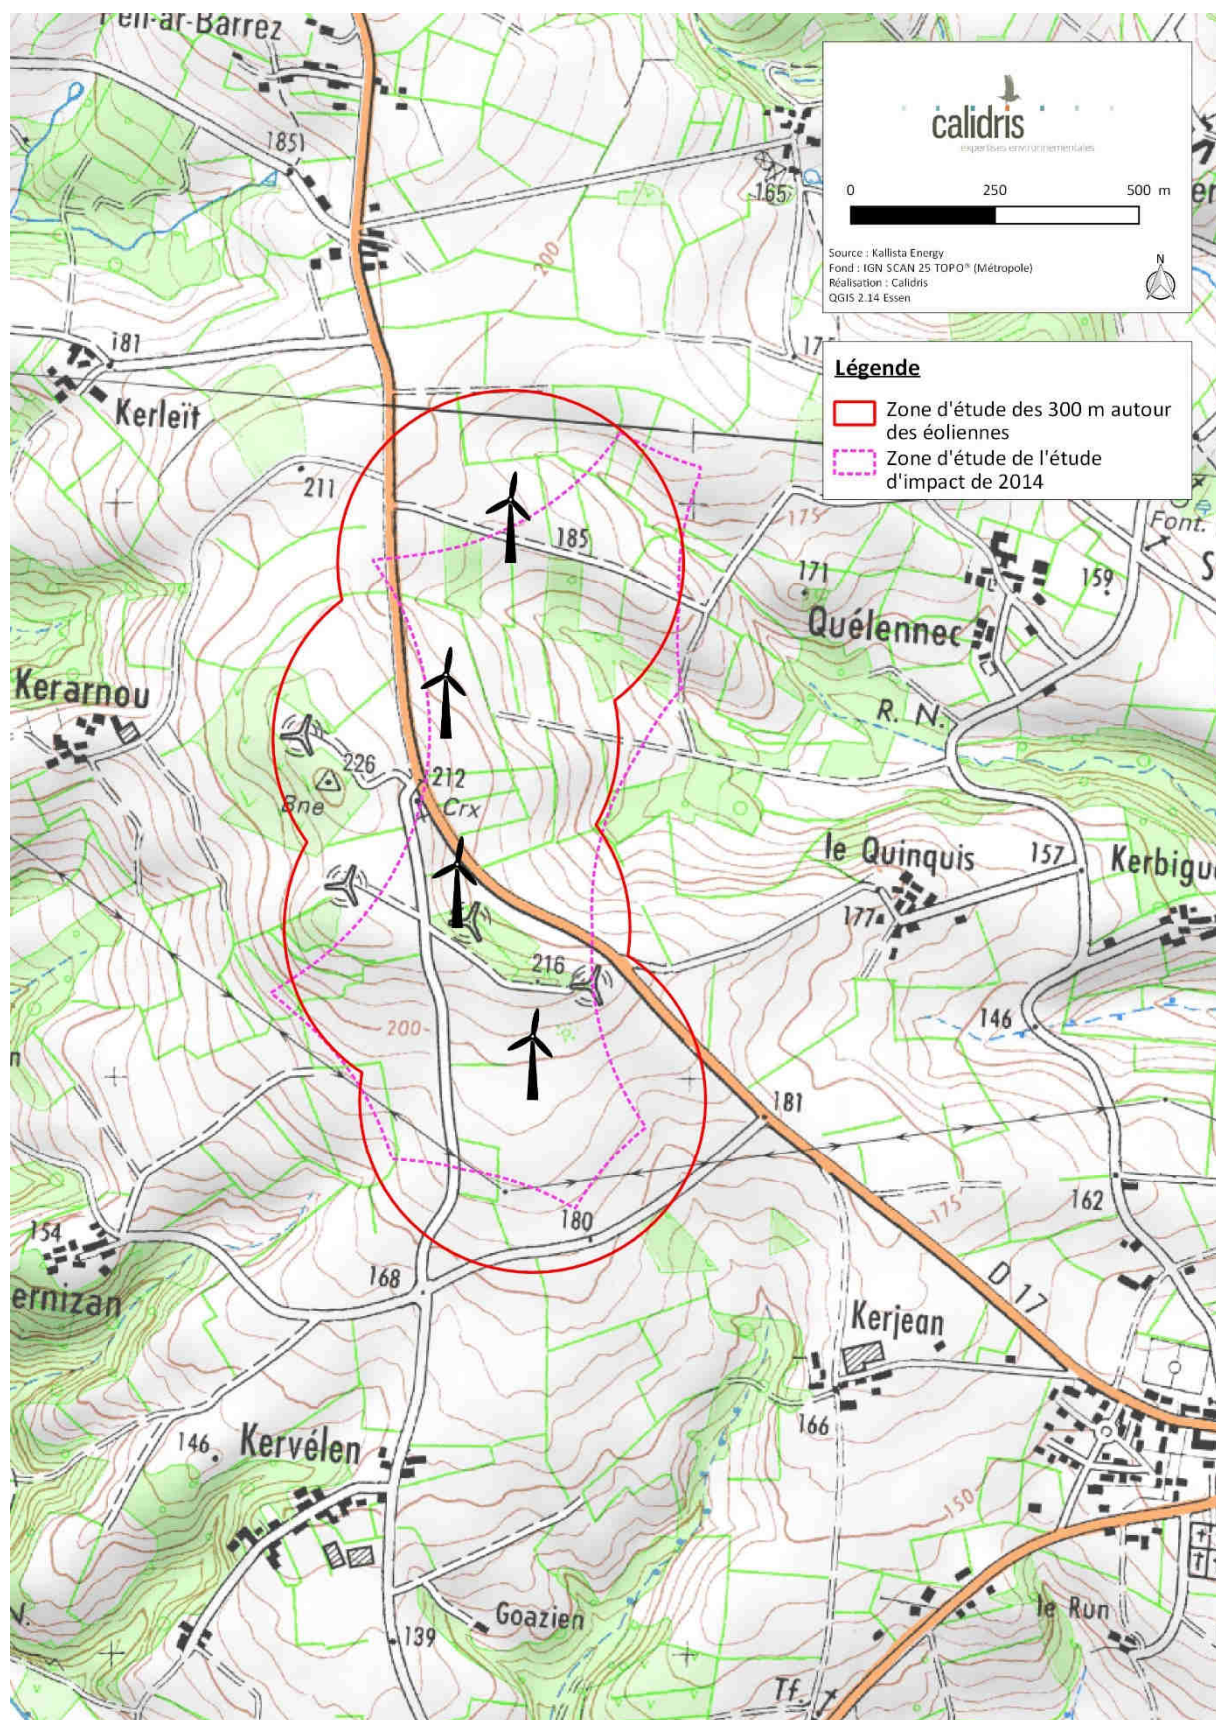 Pen-ar-Barrez
calidris
expertises environnementales
0 250 500 m
Source : Kallista Energy
Fond : IGN SCAN 25 TOPO® (Métropole)
Réalisation : Calidris
QGIS 2.14 Essen
N
Légende
Zone d'étude des 300 m autour
des éoliennes
Zone d'étude de l'étude
d'impact de 2014
1851
165
200
181
Kerleït
211
185
175
Font.
171
159
Quélennec
Kerarnou
R. N.
226
212
Bne
Crx
le Quinquis
157
177
216
200
146
181
162
154
180
175
168
D 17
Kerjean
166
146
Kervélen
150
Goazien
le Run
139
Tf.